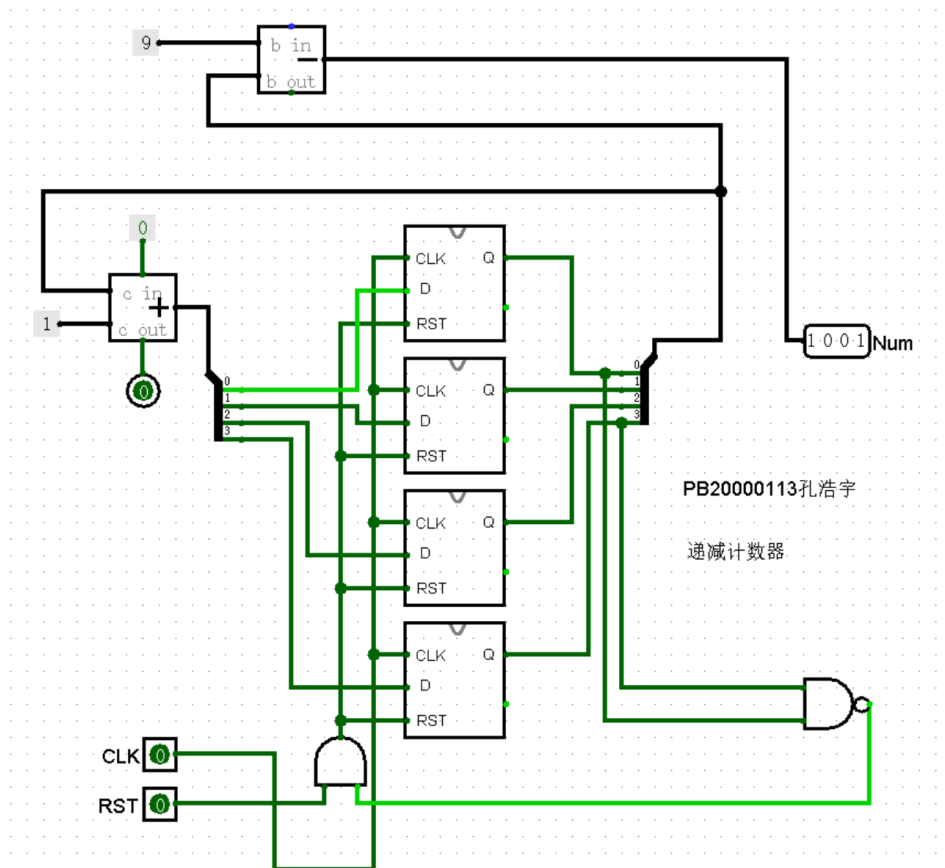 9
b in
b out
0
c in
1
c out
0
CLK Q
D
RST
0
1
2
3
CLK Q
D
RST
0
1
2
3
1001 Num
CLK Q
D
RST
PB20000113孔浩宇
递减计数器
CLK Q
D
RST
CLK 0
RST 0